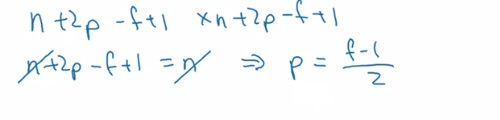 n+2p-f+1 × n+2p-f+1
n+2p-f+1 = n ⇒ p = (f-1)/2